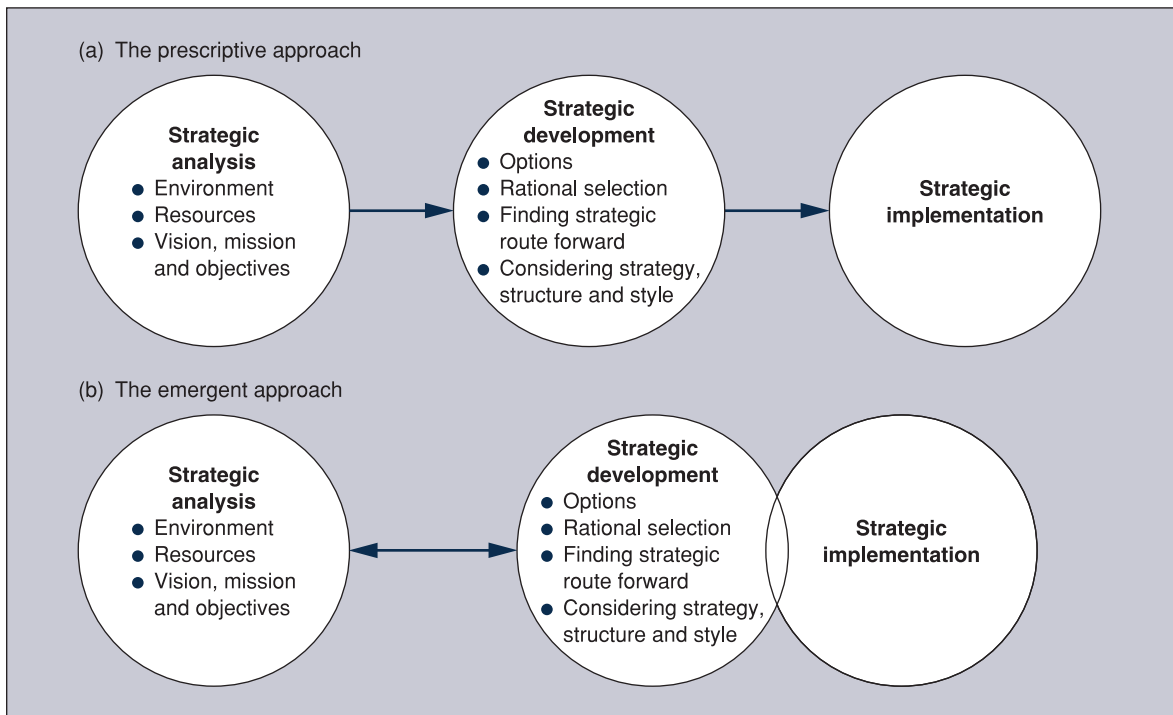 (a) The prescriptive approach
Strategic
analysis
● Environment
● Resources
● Vision, mission
and objectives
Strategic
development
● Options
● Rational selection
● Finding strategic
route forward
● Considering strategy,
structure and style
Strategic
implementation
(b) The emergent approach
Strategic
analysis
● Environment
● Resources
● Vision, mission
and objectives
Strategic
development
● Options
● Rational selection
● Finding strategic
route forward
● Considering strategy,
structure and style
Strategic
implementation